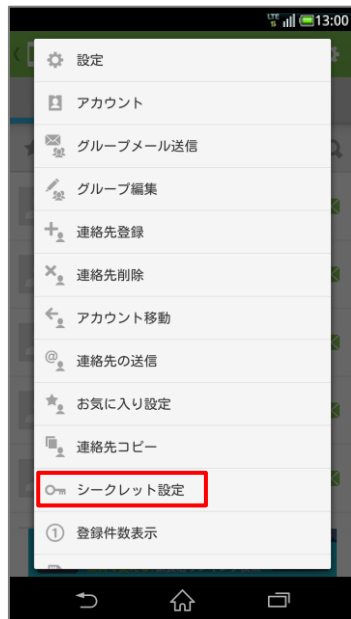 LTE
S
13:00
設定
アカウント
グループメール送信
グループ編集
連絡先登録
連絡先削除
アカウント移動
@
連絡先の送信
お気に入り設定
連絡先コピー
シークレット設定
1
登録件数表示